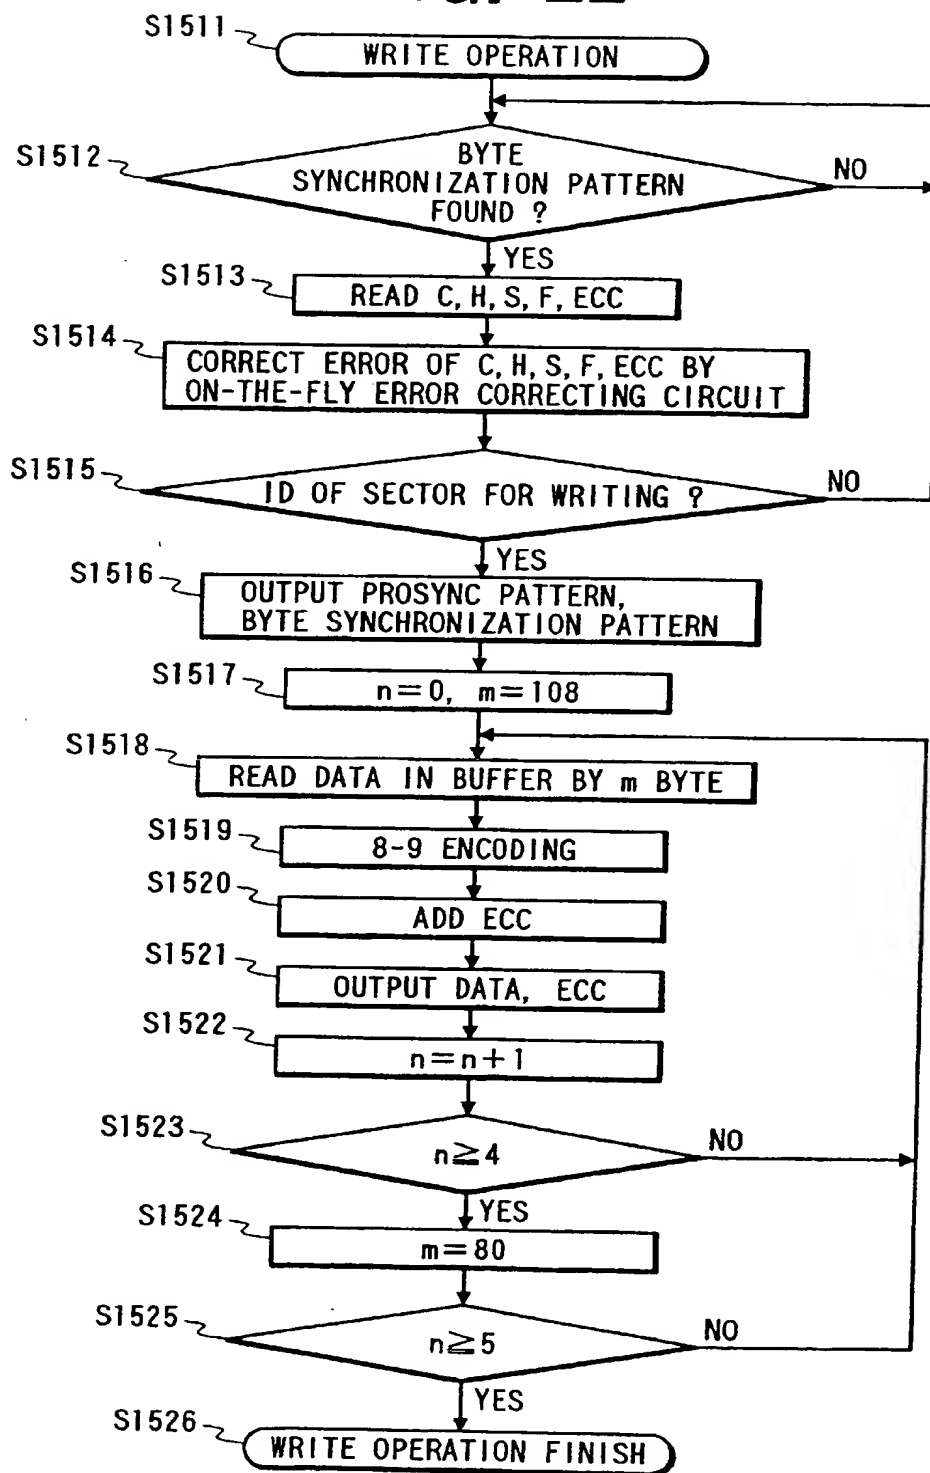 S1511
WRITE OPERATION
S1512
BYTE
SYNCHRONIZATION PATTERN
FOUND ?
NO
YES
S1513
READ C, H, S, F, ECC
S1514
CORRECT ERROR OF C, H, S, F, ECC BY
ON-THE-FLY ERROR CORRECTING CIRCUIT
S1515
ID OF SECTOR FOR WRITING ?
NO
YES
S1516
OUTPUT PROSYNC PATTERN,
BYTE SYNCHRONIZATION PATTERN
S1517
n=0, m=108
S1518
READ DATA IN BUFFER BY m BYTE
S1519
8-9 ENCODING
S1520
ADD ECC
S1521
OUTPUT DATA, ECC
S1522
n=n+1
S1523
n≧4
NO
YES
S1524
m=80
S1525
n≧5
NO
YES
S1526
WRITE OPERATION FINISH